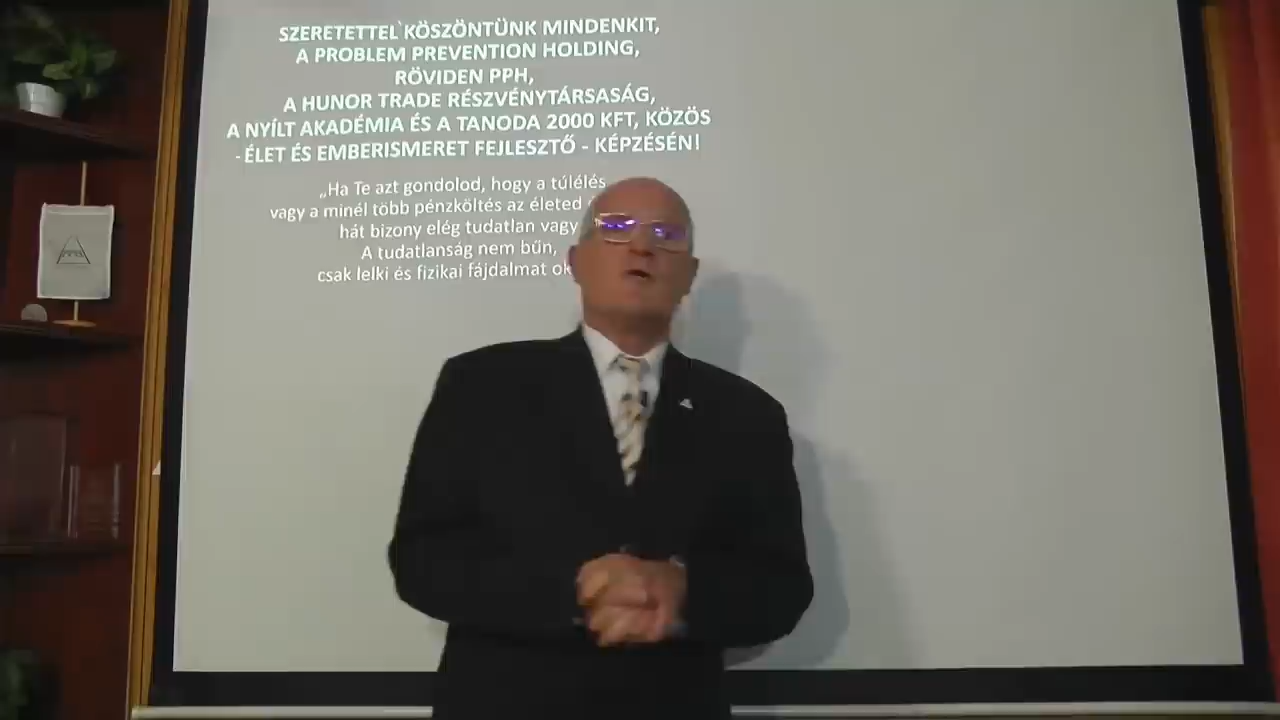 SZERETETTEL KÖSZÖNTÜNK MINDENKIT,
A PROBLEM PREVENTION HOLDING,
RÖVIDEN PPH,
A HUNOR TRADE RÉSZVÉNYTÁRSASÁG,
A NYÍLT AKADÉMIA ÉS A TANODA 2000 KFT, KÖZÖS
- ÉLET ÉS EMBERISMERET FEJLESZTŐ - KÉPZÉSÉN!
„Ha Te azt gondolod, hogy a túlélés
vagy a minél több pénzköltés az életed
hát bizony elég tudatlan vagy
A tudatlanság nem bűn,
csak lelki és fizikai fájdalmat